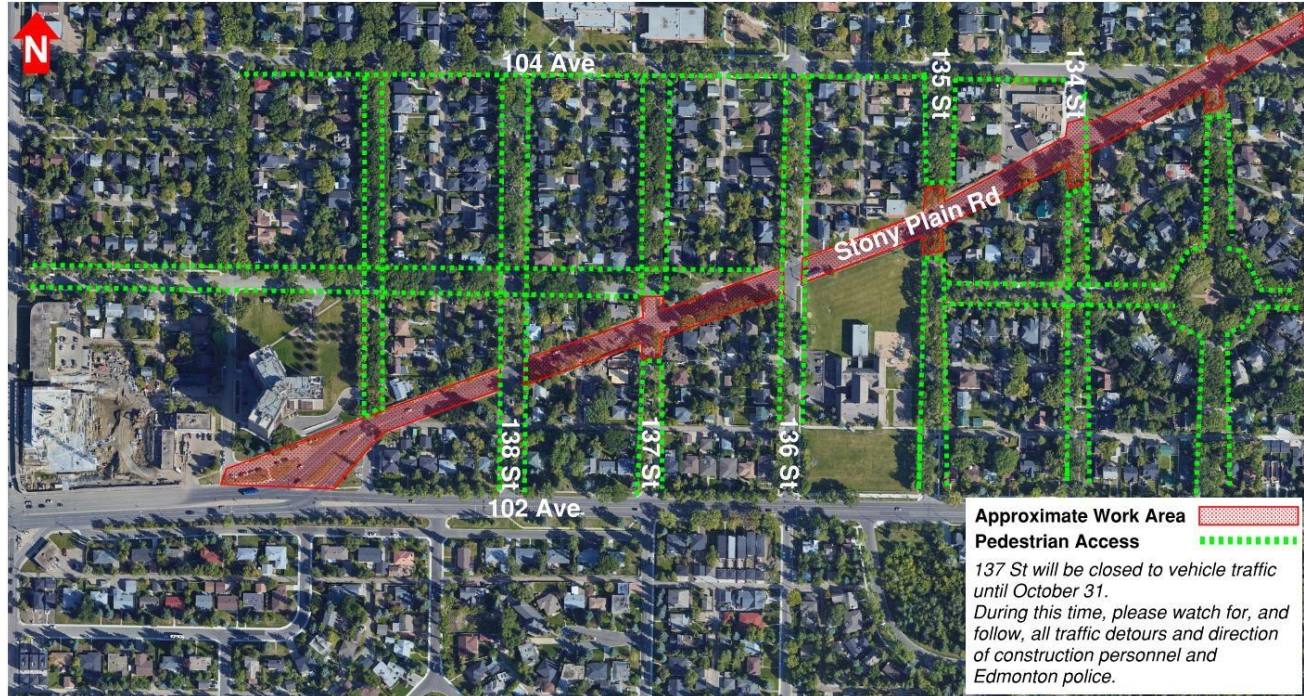 N
104 Ave
135 St
134 St
Stony Plain Rd
138 St
137 St
136 St
102 Ave
Approximate Work Area
Pedestrian Access
137 St will be closed to vehicle traffic
until October 31.
During this time, please watch for, and
follow, all traffic detours and direction
of construction personnel and
Edmonton police.